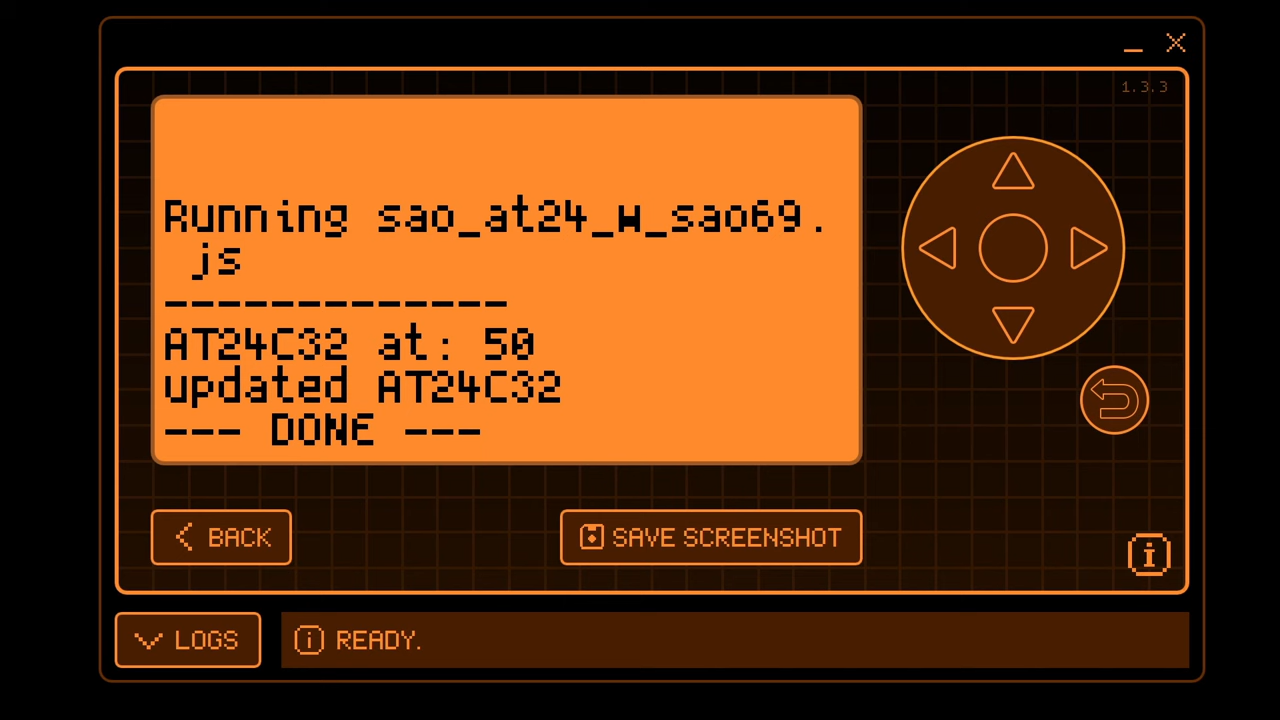 1.3.3
Running sao_at24_w_sao69.
js
-------------
AT24C32 at: 50
updated AT24C32
--- DONE ---
BACK
SAVE SCREENSHOT
LOGS
READY.